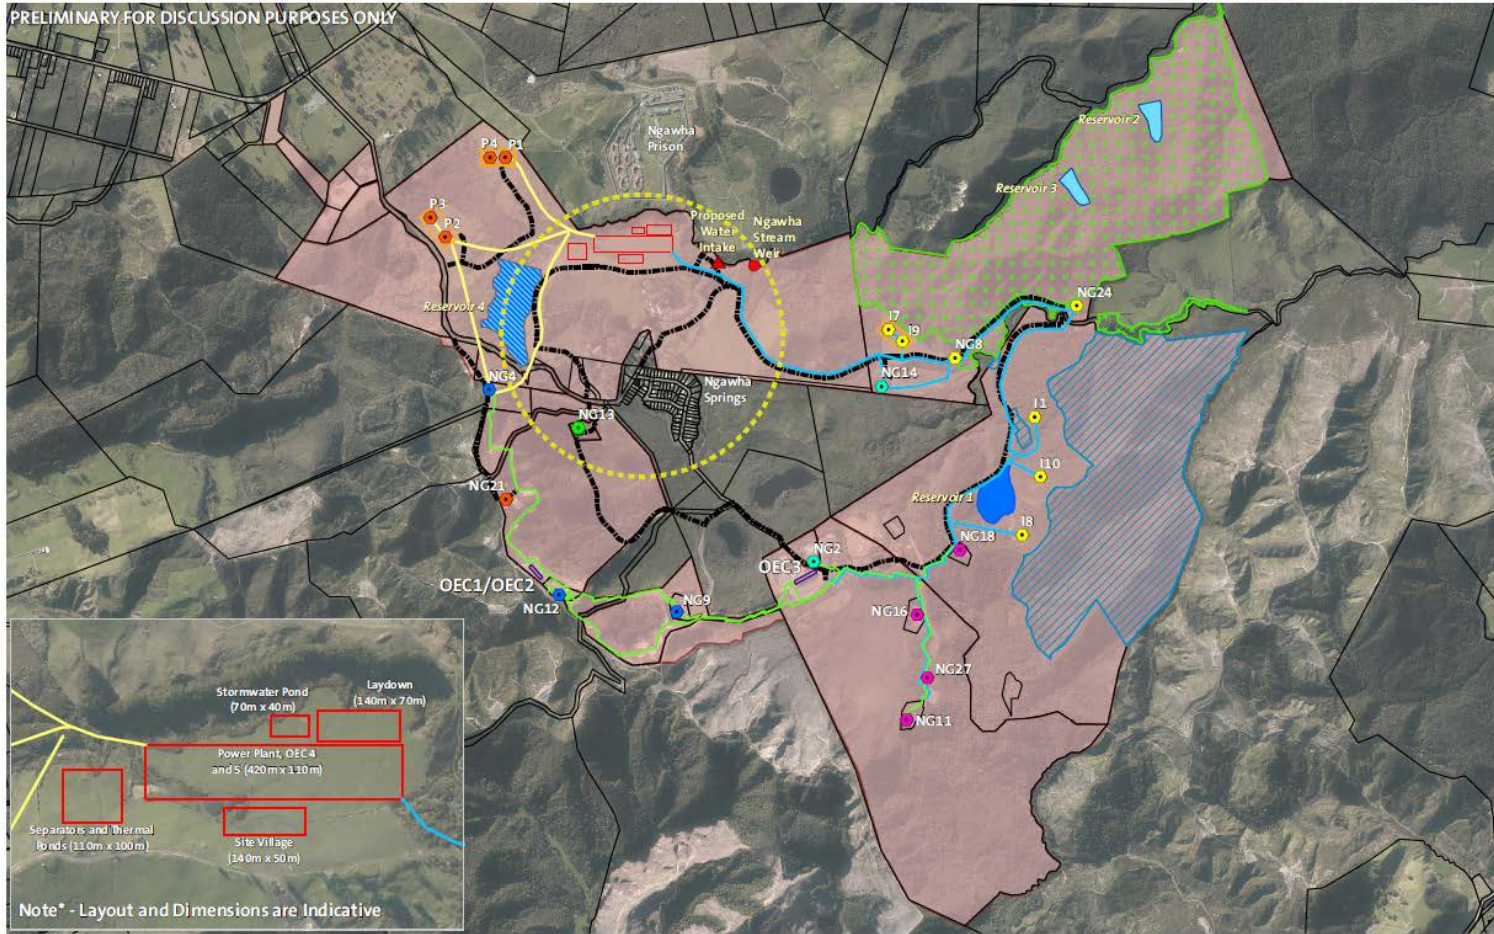 PRELIMINARY FOR DISCUSSION PURPOSES ONLY
Ngawha
Prison
P4
P1
P3
P2
Reservoir 2
Reservoir 3
Proposed
Water
Intake
Ngawha
Stream
Weir
Reservoir 4
NG24
I7
I9
NG8
NG14
NG4
Ngawha
Springs
NG13
I1
I10
NG21
Reservoir 1
I8
NG18
NG2
OEC3
OEC1/OEC2
NG12
NG9
NG16
NG27
NG11
Stormwater Pond
(70m x 40m)
Laydown
(140m x 70m)
Power Plant, OEC 4
and 5 (420m x 110m)
Separators and Thermal
Ponds (110m x 100m)
Site Village
(140m x 50m)
Note* - Layout and Dimensions are Indicative